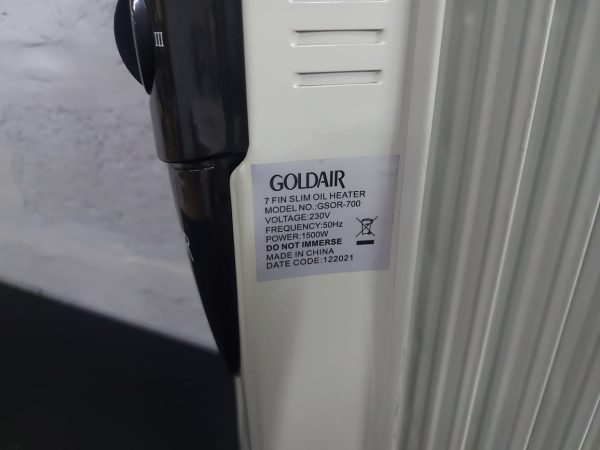 III
GOLDAIR
7 FIN SLIM OIL HEATER
MODEL NO.:GSOR-700
VOLTAGE:230V
FREQUENCY:50Hz
POWER:1500W
DO NOT IMMERSE
MADE IN CHINA
DATE CODE:122021